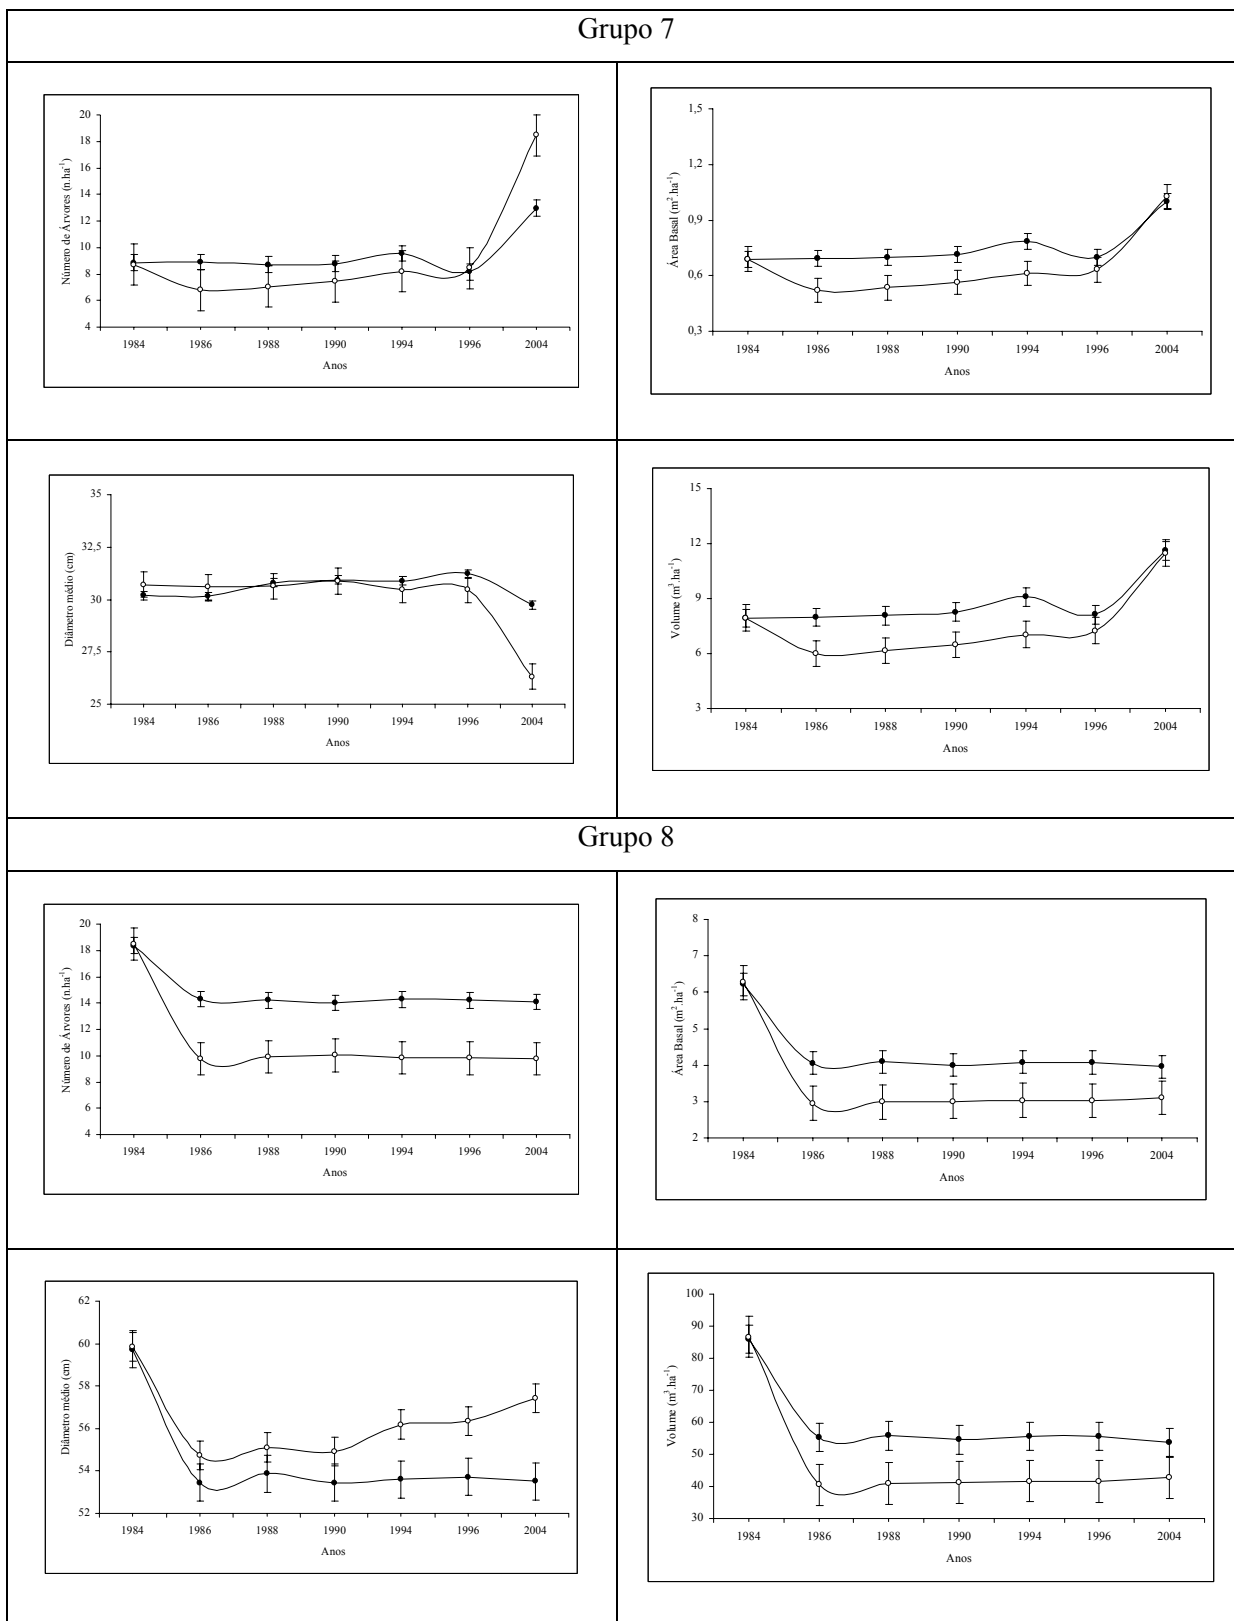 Grupo 7
Número de Árvores (n.ha-1)
20
18
16
14
12
10
8
6
4
1984 1986 1988 1990 1994 1996 2004
Anos
Área Basal (m2.ha-1)
1,5
1,2
0,9
0,6
0,3
1984 1986 1988 1990 1994 1996 2004
Anos
Diâmetro médio (cm)
35
32,5
30
27,5
25
1984 1986 1988 1990 1994 1996 2004
Anos
Volume (m3.ha-1)
15
12
9
6
3
1984 1986 1988 1990 1994 1996 2004
Anos
Grupo 8
Número de Árvores (n.ha-1)
20
18
16
14
12
10
8
6
4
1984 1986 1988 1990 1994 1996 2004
Anos
Área Basal (m2.ha-1)
8
7
6
5
4
3
2
1984 1986 1988 1990 1994 1996 2004
Anos
Diâmetro médio (cm)
62
60
58
56
54
52
1984 1986 1988 1990 1994 1996 2004
Anos
Volume (m3.ha-1)
100
90
80
70
60
50
40
30
1984 1986 1988 1990 1994 1996 2004
Anos